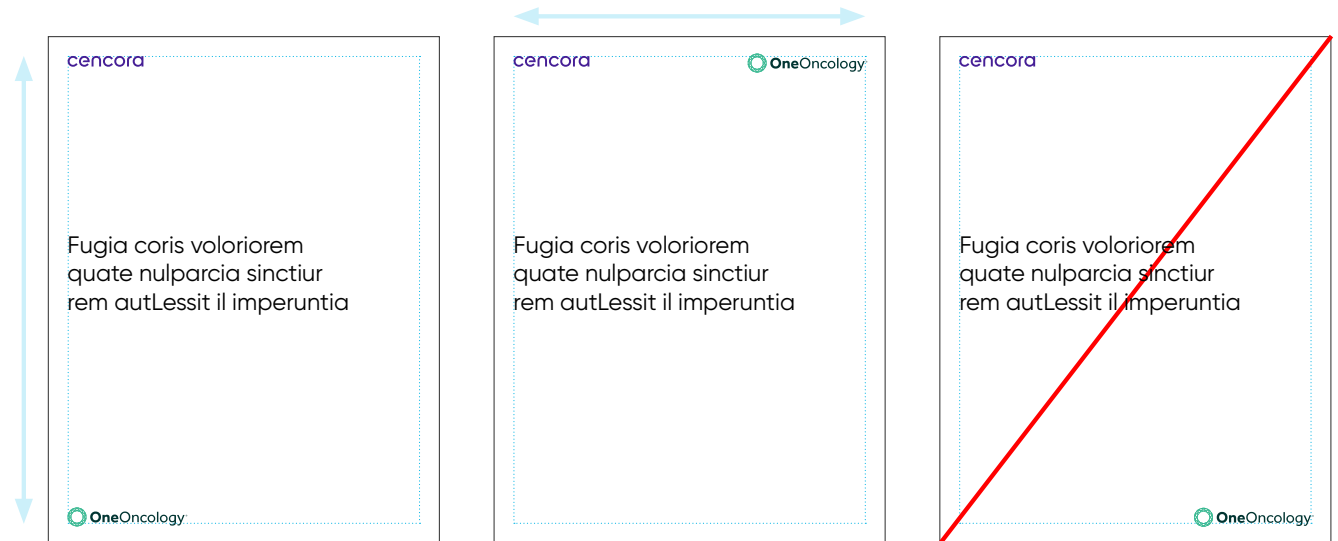 cencora
Fugia coris voloriorem
quate nulparcia sinctiur
rem autLessit il imperuntia
OneOncology
cencora
OneOncology
Fugia coris voloriorem
quate nulparcia sinctiur
rem autLessit il imperuntia
cencora
Fugia coris voloriorem
quate nulparcia sinctiur
rem autLessit il imperuntia
OneOncology